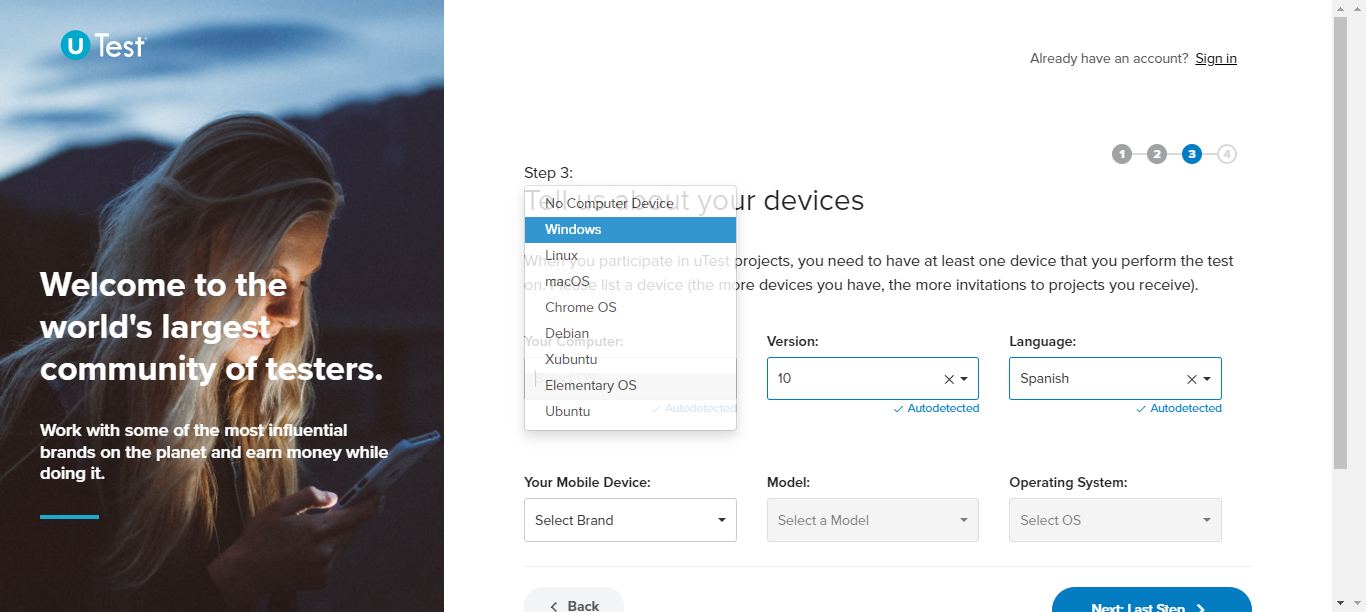 uTest
Already have an account? Sign in
1 2 3 4
Step 3:
Tell us about your devices
No Computer Device
Windows
Linux
macOS
Chrome OS
Debian
Xubuntu
Elementary OS
Ubuntu
When you participate in uTest projects, you need to have at least one device that you perform the test
on. Please list a device (the more devices you have, the more invitations to projects you receive).
Your Computer: Version: Language:
10 Spanish
Autodetected Autodetected Autodetected
Your Mobile Device: Model: Operating System:
Select Brand Select a Model Select OS
Back Next: Last Step
Welcome to the
world's largest
community of testers.
Work with some of the most influential
brands on the planet and earn money while
doing it.